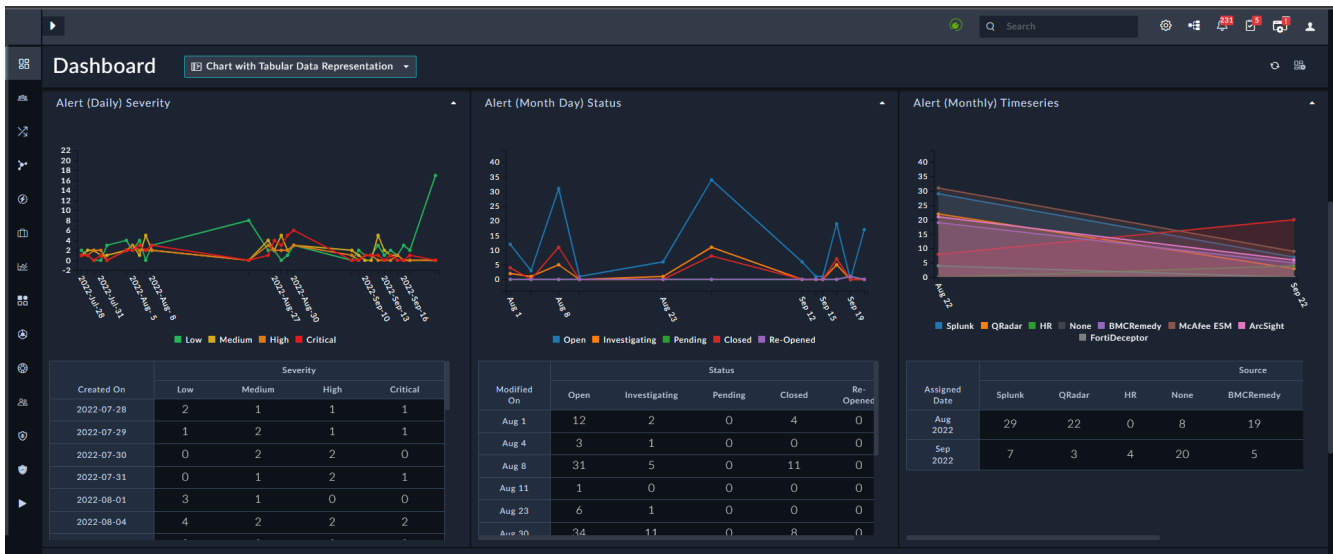 231
5
!
Search
Dashboard
Chart with Tabular Data Representation
Alert (Daily) Severity
22
20
18
16
14
12
10
8
6
4
2
0
-2
2022-Jul-28
2022-Jul-31
2022-Aug- 5
2022-Aug- 8
2022-Aug-27
2022-Aug-30
2022-Sep-10
2022-Sep-13
2022-Sep-16
Low Medium High Critical
Severity
Created On Low Medium High Critical
2022-07-28 2 1 1 1
2022-07-29 1 2 1 1
2022-07-30 0 2 2 0
2022-07-31 0 1 2 1
2022-08-01 3 1 0 0
2022-08-04 4 2 2 2
Alert (Month Day) Status
40
35
30
25
20
15
10
5
0
Aug 1
Aug 8
Aug 23
Sep 12
Sep 15
Sep 19
Open Investigating Pending Closed Re-Opened
Status
Modified On Open Investigating Pending Closed Re-Opened
Aug 1 12 2 0 4 0
Aug 4 3 1 0 0 0
Aug 8 31 5 0 11 0
Aug 11 1 0 0 0 0
Aug 23 6 1 0 0 0
Aug 30 34 11 0 8 0
Alert (Monthly) Timeseries
40
35
30
25
20
15
10
5
0
Aug 22
Sep 22
Splunk QRadar HR None BMCRemedy McAfee ESM ArcSight
FortiDeceptor
Source
Assigned Date Splunk QRadar HR None BMCRemedy
Aug 2022 29 22 0 8 19
Sep 2022 7 3 4 20 5